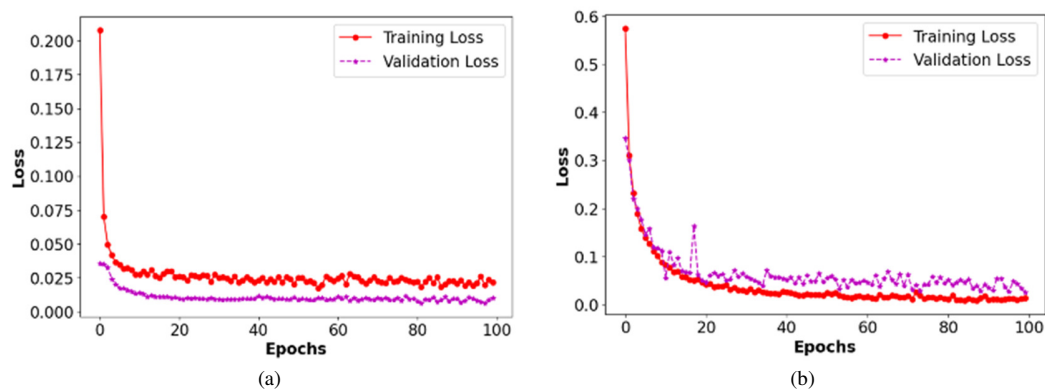 0.200
0.175
0.150
0.125
0.100
0.075
0.050
0.025
0.000
Loss
Training Loss
Validation Loss
0 20 40 60 80 100
Epochs
(a)
0.6
0.5
0.4
0.3
0.2
0.1
0.0
Loss
Training Loss
Validation Loss
0 20 40 60 80 100
Epochs
(b)